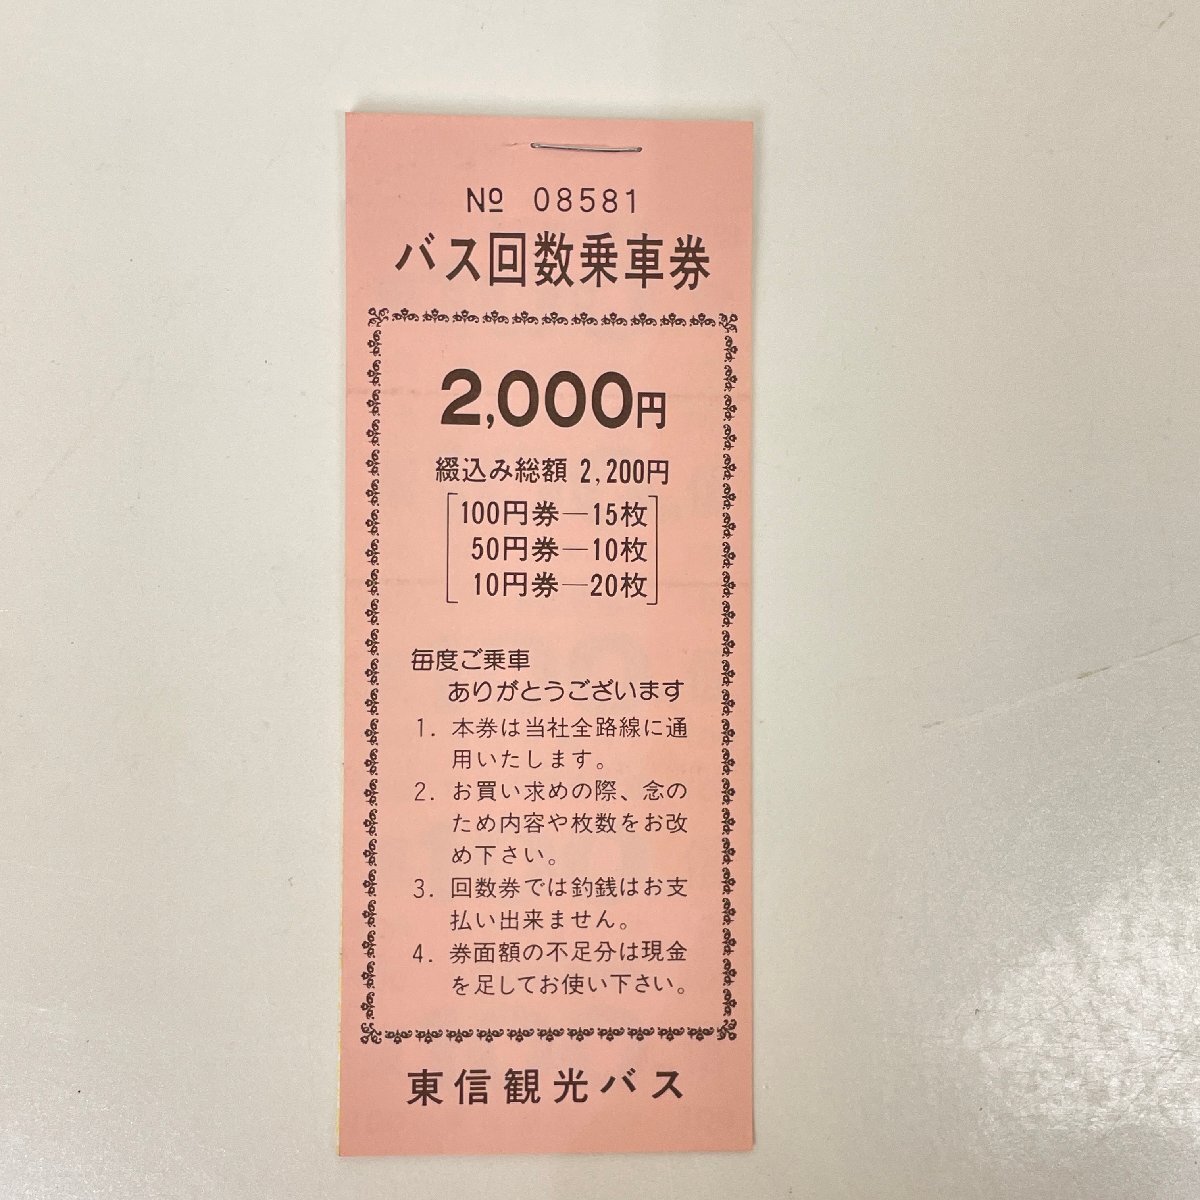 № 08581
バス回数乗車券
2,000円
綴込み総額 2,200円
100円券―15枚
50円券―10枚
10円券―20枚
毎度ご乗車
ありがとうございます
1. 本券は当社全路線に通
用いたします。
2. お買い求めの際、念の
ため内容や枚数をお改
め下さい。
3. 回数券では釣銭はお支
払い出来ません。
4. 券面額の不足分は現金
を足してお使い下さい。
東信観光バス